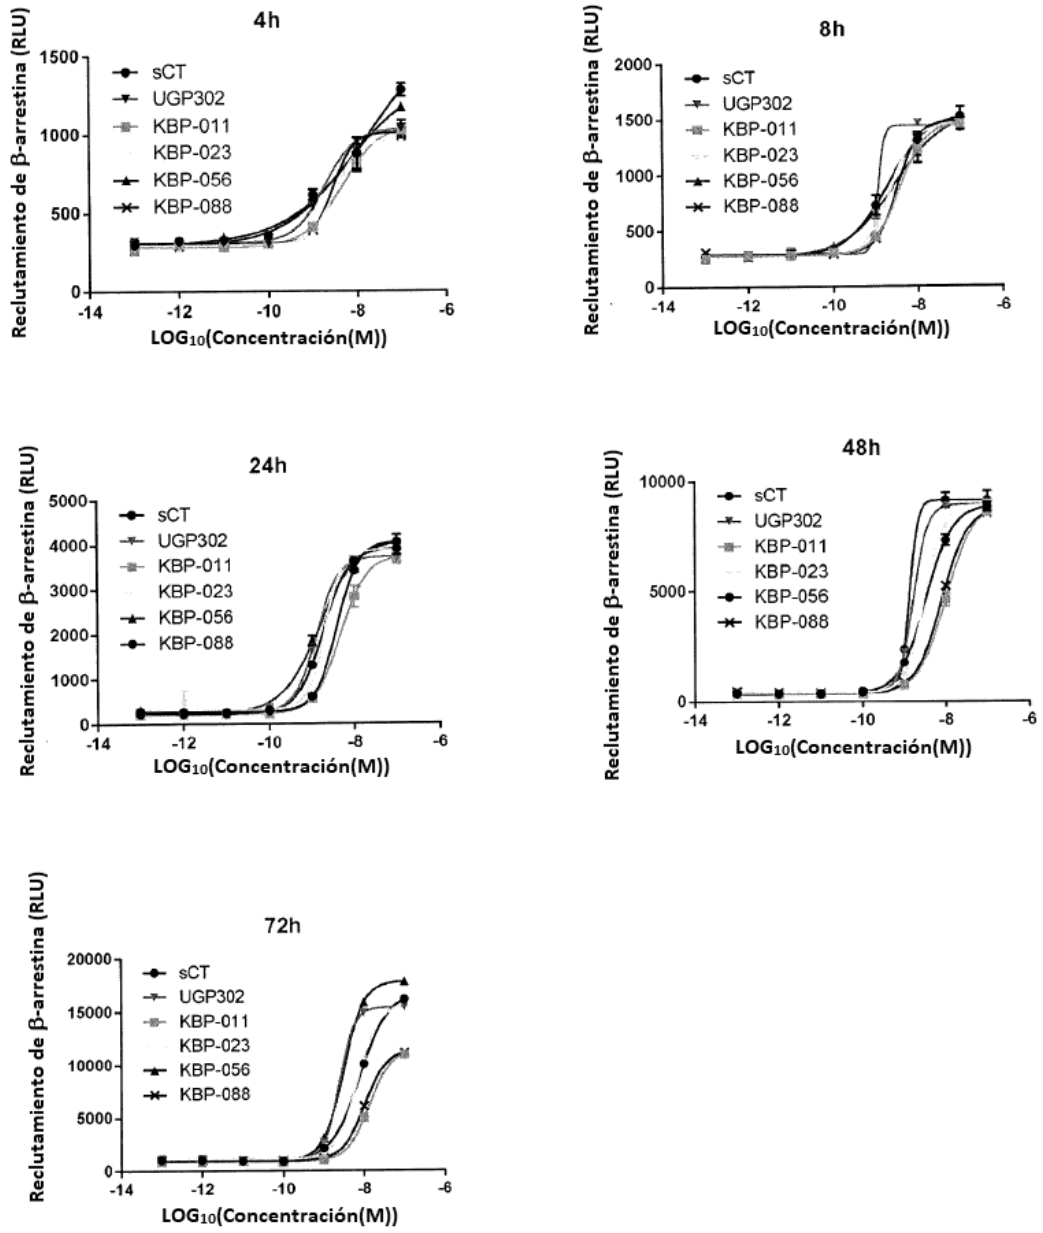 4h
Reclutamiento de β-arrestina (RLU)
1500
1000
500
0
sCT
UGP302
KBP-011
KBP-023
KBP-056
KBP-088
-14
-12
-10
-8
-6
LOG₁₀(Concentración(M))
8h
Reclutamiento de β-arrestina (RLU)
2000
1500
1000
500
0
sCT
UGP302
KBP-011
KBP-023
KBP-056
KBP-088
-14
-12
-10
-8
-6
LOG₁₀(Concentración(M))
24h
Reclutamiento de β-arrestina (RLU)
5000
4000
3000
2000
1000
0
sCT
UGP302
KBP-011
KBP-023
KBP-056
KBP-088
-14
-12
-10
-8
-6
LOG₁₀(Concentración(M))
48h
Reclutamiento de β-arrestina (RLU)
10000
5000
0
sCT
UGP302
KBP-011
KBP-023
KBP-056
KBP-088
-14
-12
-10
-8
-6
LOG₁₀(Concentración(M))
72h
Reclutamiento de β-arrestina (RLU)
20000
15000
10000
5000
0
sCT
UGP302
KBP-011
KBP-023
KBP-056
KBP-088
-14
-12
-10
-8
-6
LOG₁₀(Concentración(M))